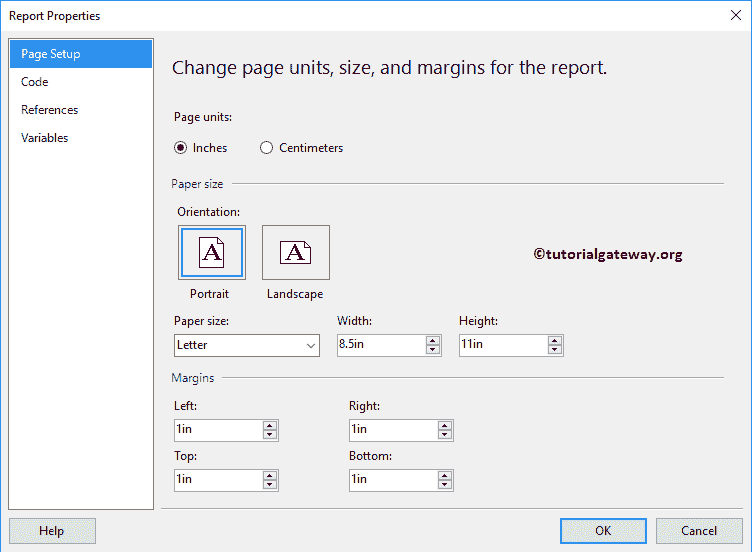 Report Properties
Page Setup
Code
References
Variables
Change page units, size, and margins for the report.
Page units:
Inches Centimeters
Paper size
Orientation:
A A
©tutorialgateway.org
Portrait Landscape
Paper size: Width: Height:
Letter 8.5in 11in
Margins
Left: Right:
1in 1in
Top: Bottom:
1in 1in
Help OK Cancel